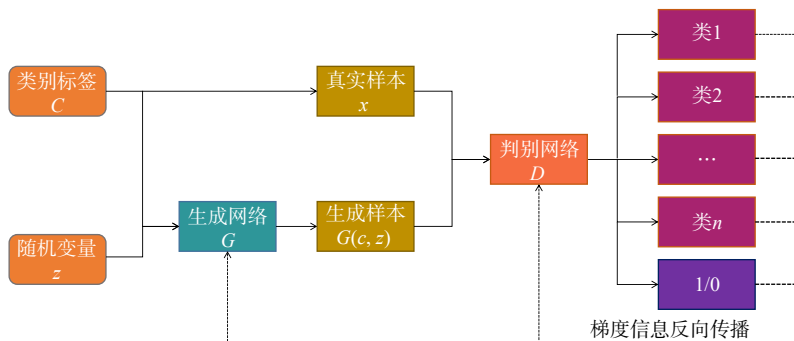 类别标签
C
随机变量
z
生成网络
G
真实样本
x
生成样本
G(c, z)
判别网络
D
类1
类2
…
类n
1/0
梯度信息反向传播